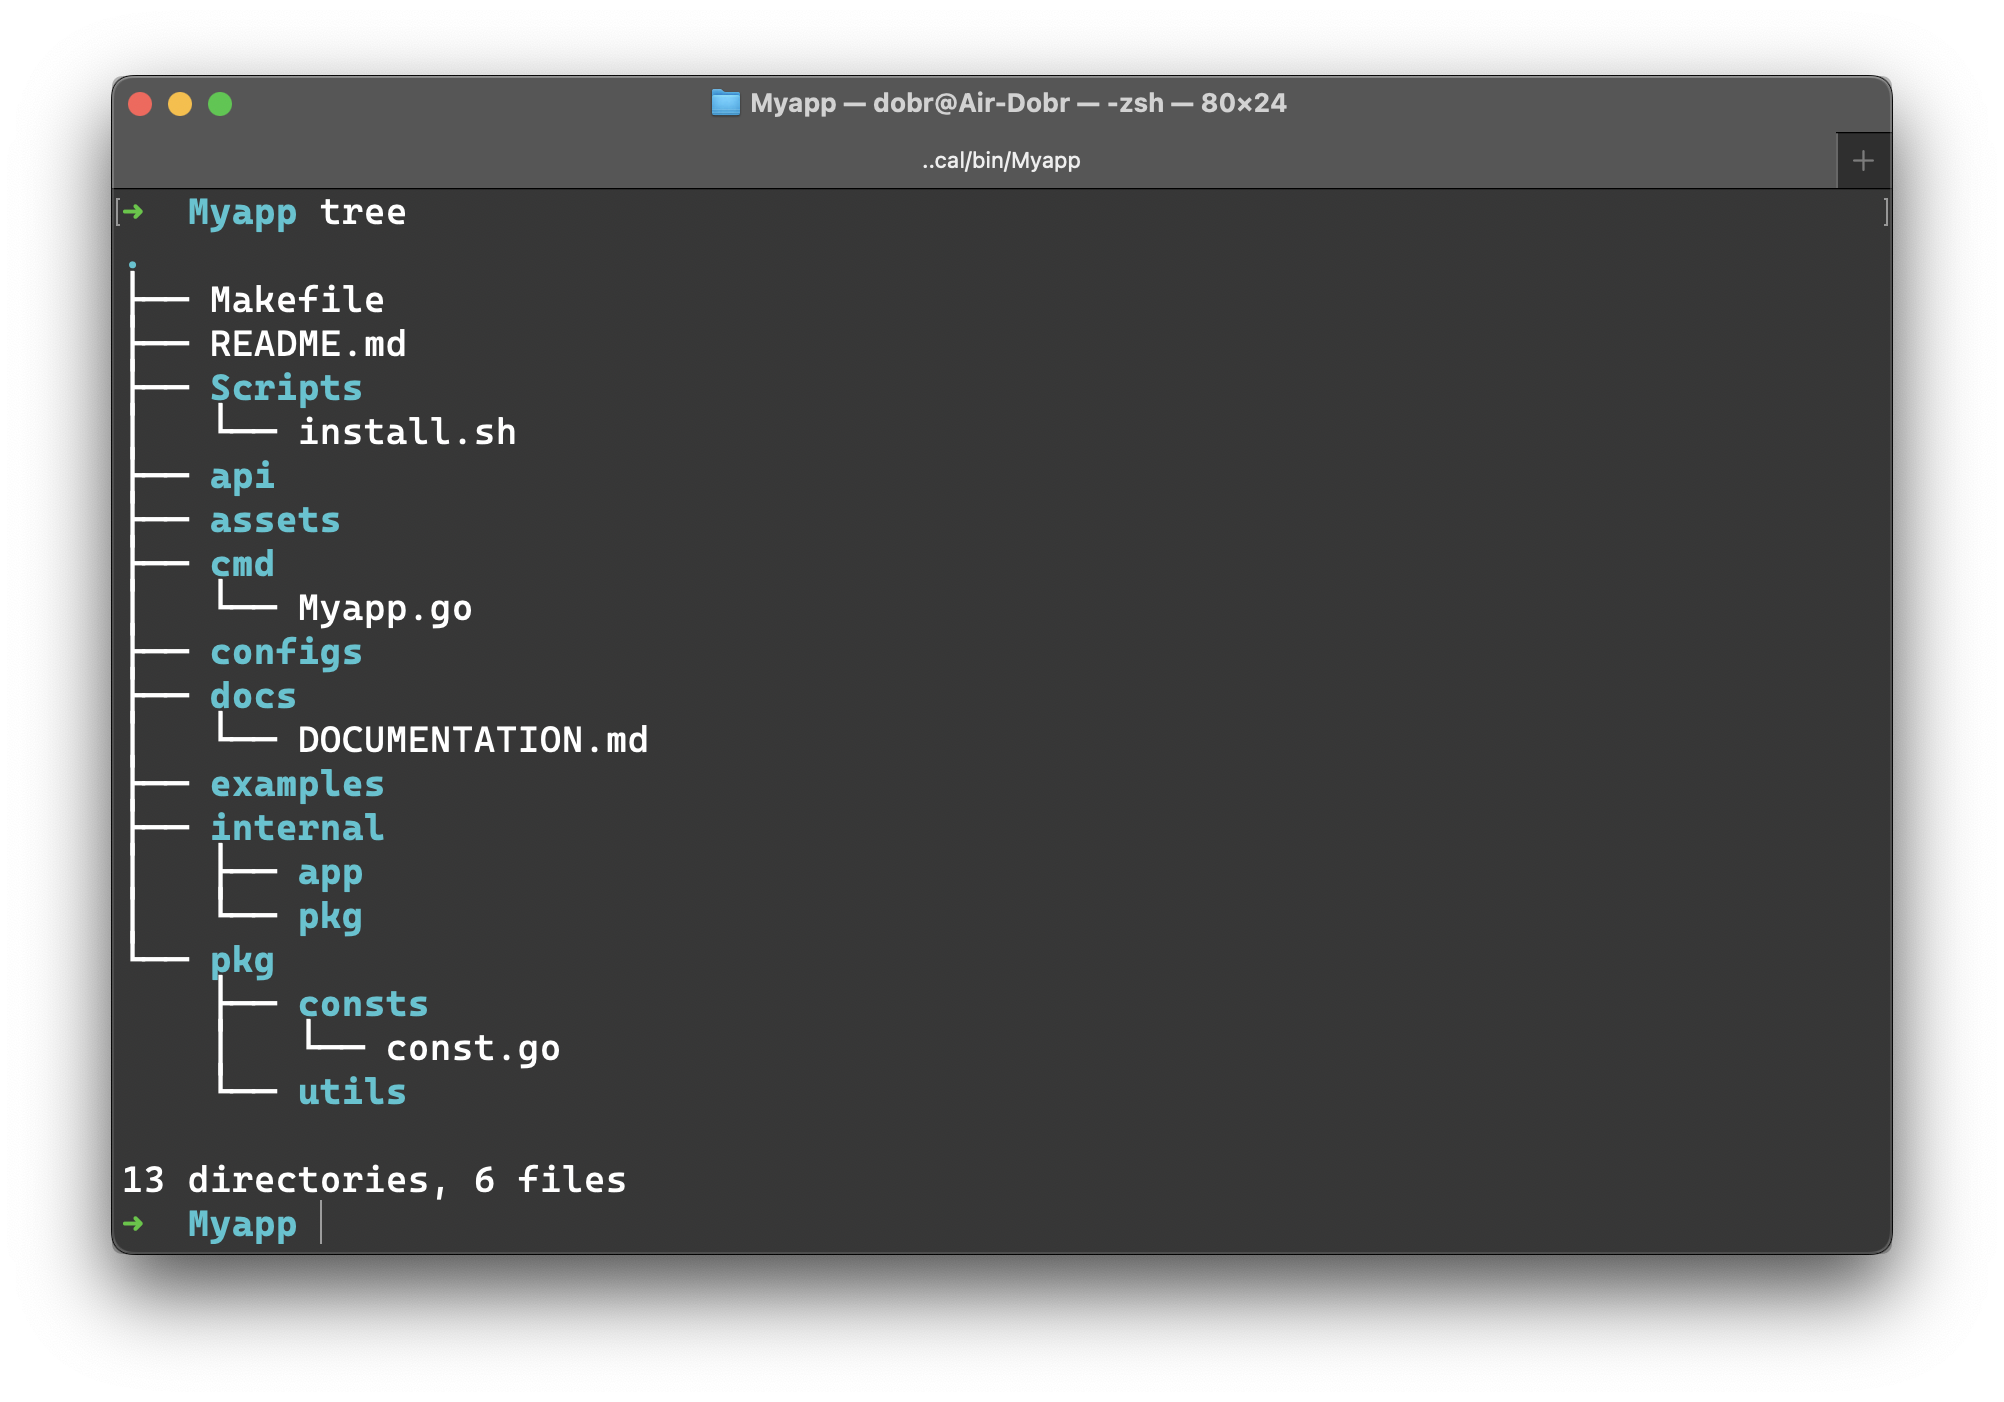 Myapp — dobr@Air-Dobr — -zsh — 80×24
..cal/bin/Myapp
[➜  Myapp tree ]
.
├── Makefile
├── README.md
├── Scripts
│   └── install.sh
├── api
├── assets
├── cmd
│   └── Myapp.go
├── configs
├── docs
│   └── DOCUMENTATION.md
├── examples
├── internal
│   ├── app
│   └── pkg
└── pkg
    ├── consts
    │   └── const.go
    └── utils
13 directories, 6 files
➜  Myapp